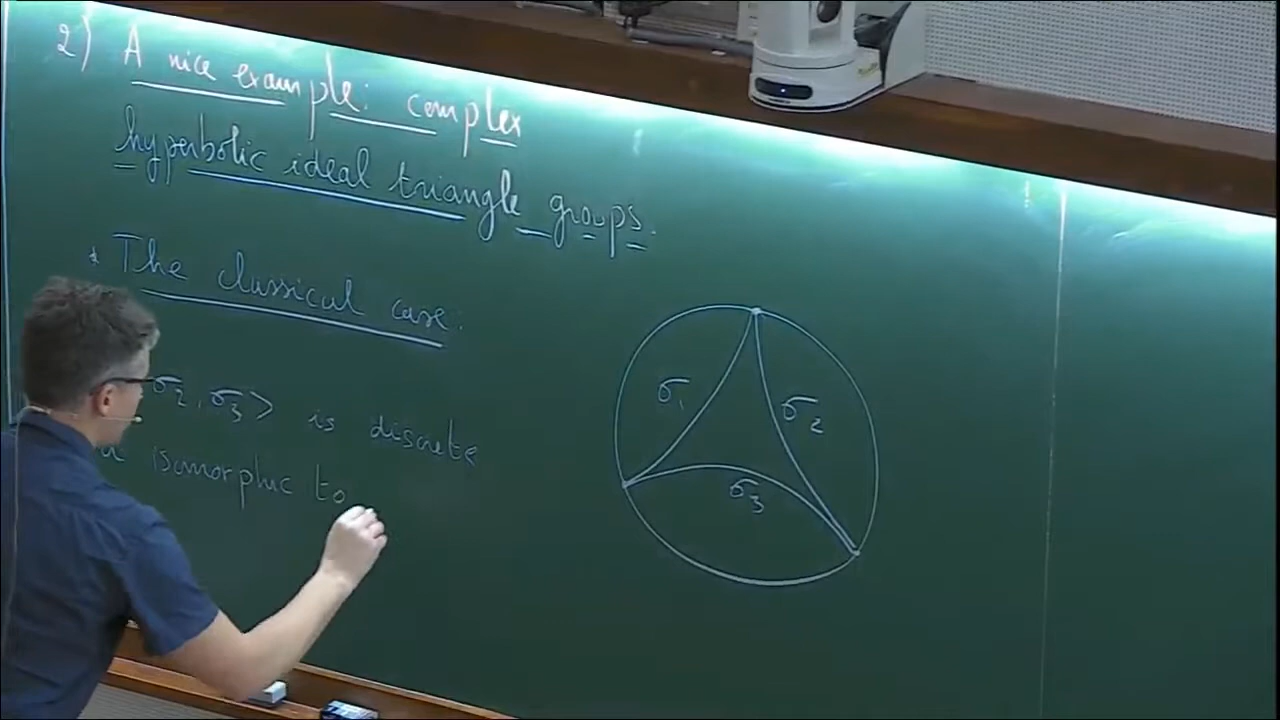 2) A nice example: complex
hyperbolic ideal triangle groups.
* The classical case:
σ₂, σ₃> is discrete
isomorphic to
σ₁
σ₂
σ₃